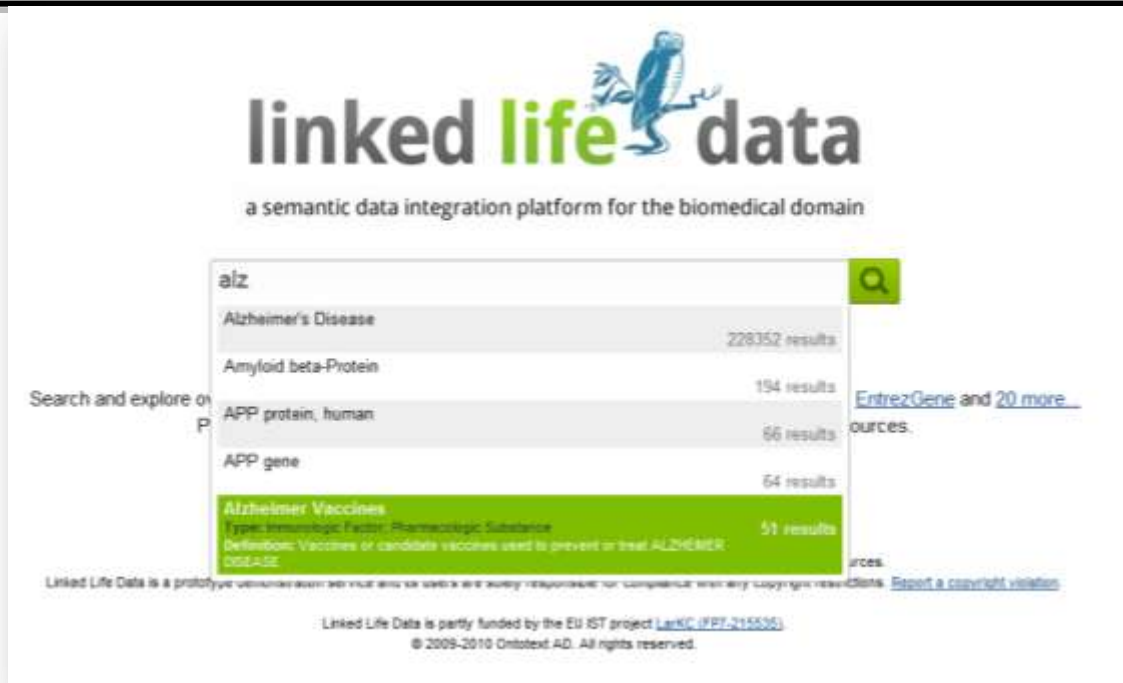 linked life data
a semantic data integration platform for the biomedical domain
alz
Alzheimer's Disease
228352 results
Amyloid beta-Protein
194 results
Search and explore ov EntrezGene and 20 more...
APP protein, human
66 results
P ources.
APP gene
64 results
Alzheimer Vaccines
Type: Immunologic Factor; Pharmacologic Substance
51 results
Definition: Vaccines or candidate vaccines used to prevent or treat ALZHEIMER
DISEASE
urces.
Linked Life Data is a prototype demonstration service and its users are solely responsible for compliance with any copyright restrictions. Report a copyright violation
Linked Life Data is partly funded by the EU IST project LarKC (FP7-215535).
© 2009-2010 Ontotext AD. All rights reserved.